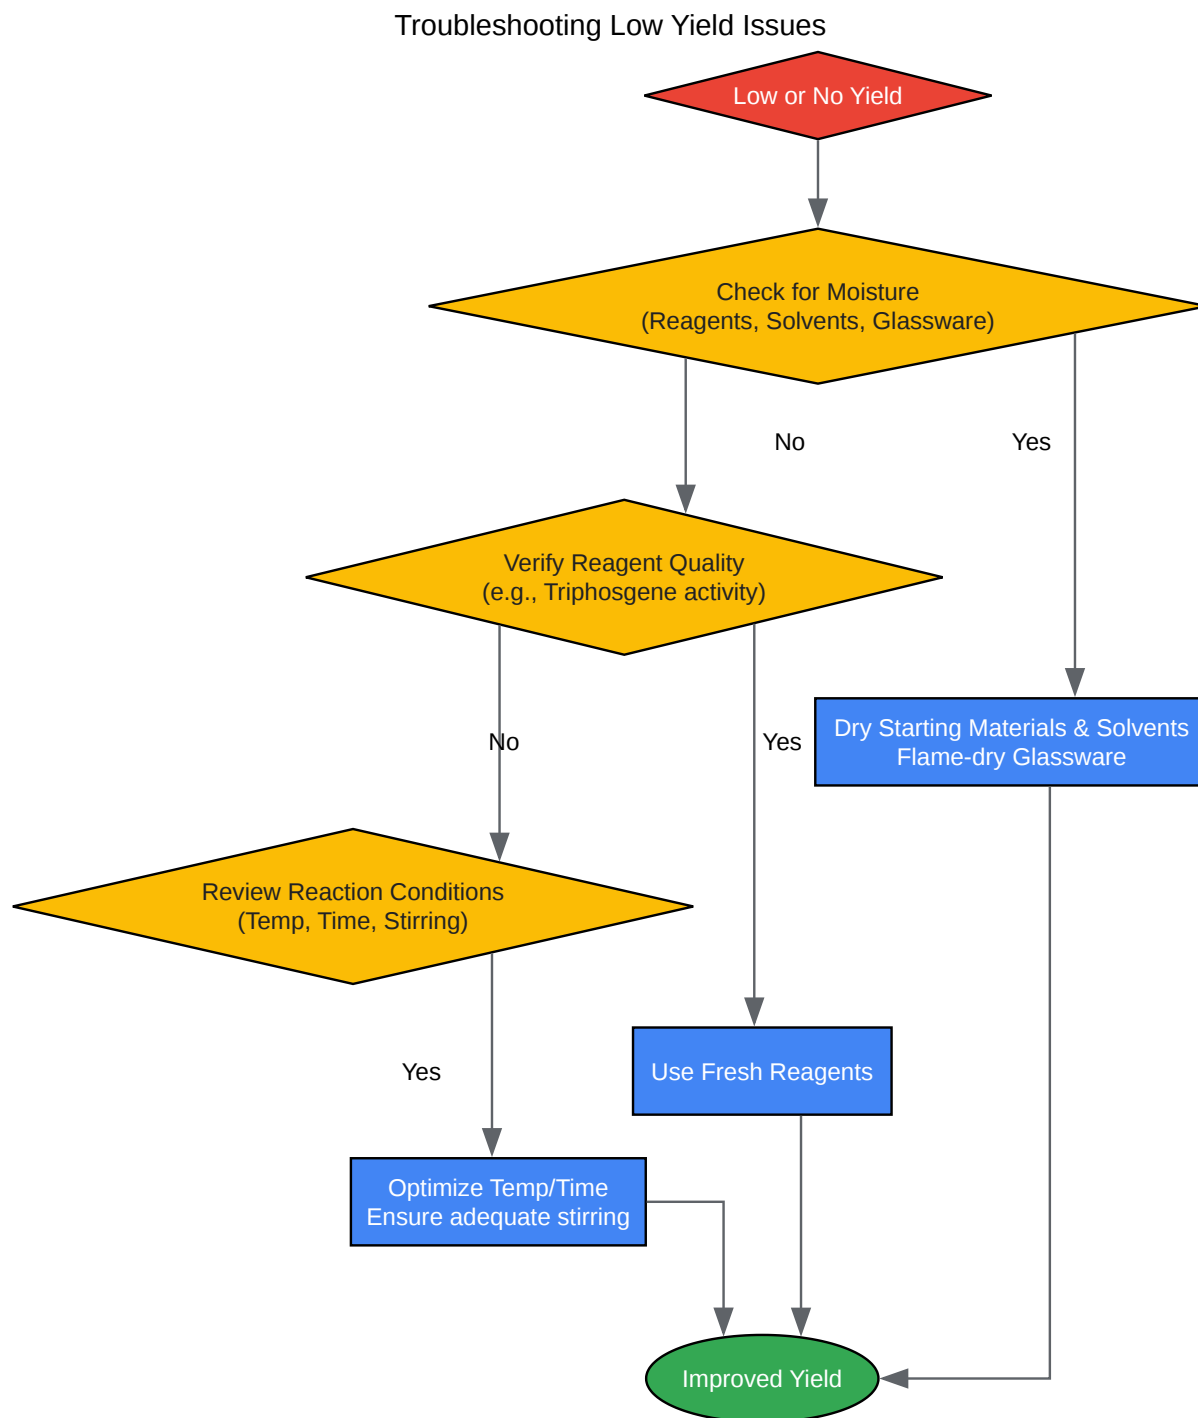 Troubleshooting Low Yield Issues
Low or No Yield
Check for Moisture
(Reagents, Solvents, Glassware)
No
Yes
Verify Reagent Quality
(e.g., Triphosgene activity)
No
Yes
Dry Starting Materials & Solvents
Flame-dry Glassware
Review Reaction Conditions
(Temp, Time, Stirring)
Yes
Use Fresh Reagents
Optimize Temp/Time
Ensure adequate stirring
Improved Yield